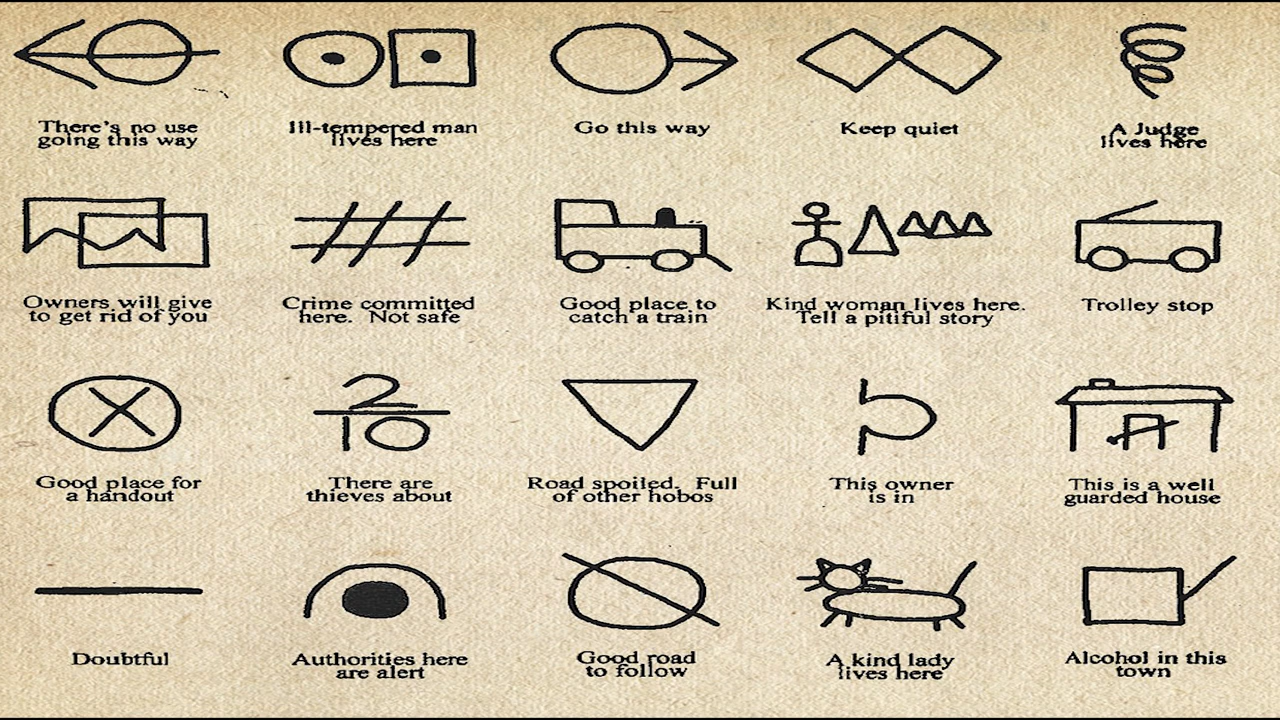 There's no use
going this way
Ill-tempered man
lives here
Go this way
Keep quiet
A Judge
lives here
Owners will give
to get rid of you
Crime committed
here. Not safe
Good place to
catch a train
Kind woman lives here.
Tell a pitiful story
Trolley stop
2
10
Good place for
a handout
There are
thieves about
Road spoiled. Full
of other hobos
This owner
is in
This is a well
guarded house
Doubtful
Authorities here
are alert
Good road
to follow
A kind lady
lives here
Alcohol in this
town